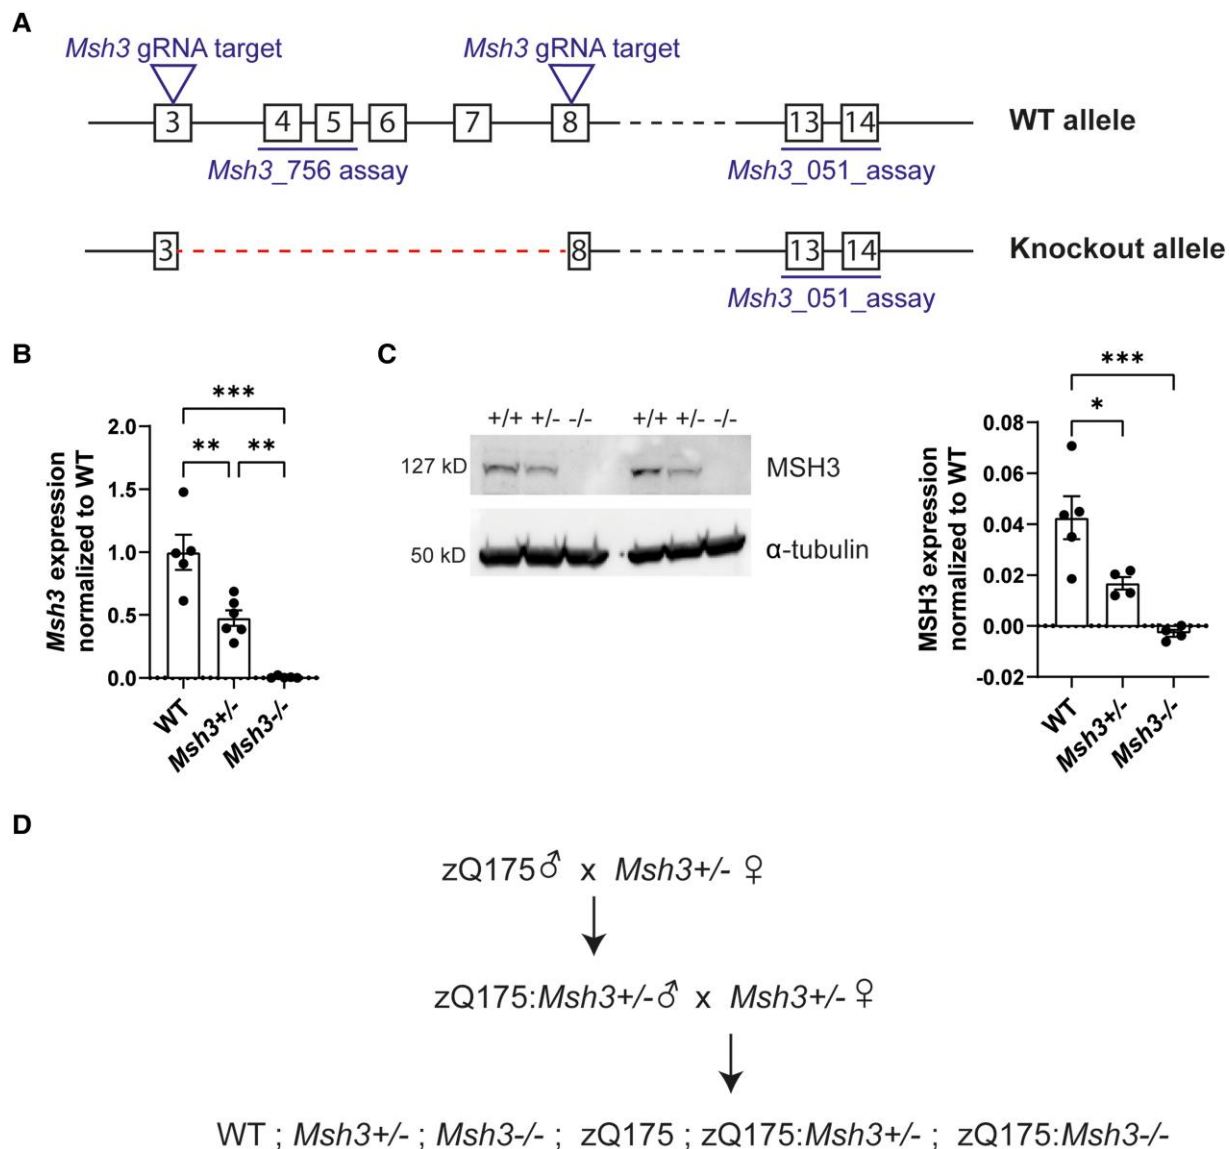 A
Msh3 gRNA target Msh3 gRNA target
3 4 5 6 7 8 13 14 WT allele
Msh3_756 assay Msh3_051_assay
3 8 13 14 Knockout allele
Msh3_051_assay
B
***
** **
2.0
1.5
1.0
0.5
0.0
Msh3 expression
normalized to WT
WT Msh3+/- Msh3-/-
C
+/+ +/- -/- +/+ +/- -/-
127 kD MSH3
50 kD α-tubulin
***
*
0.08
0.06
0.04
0.02
0.00
-0.02
MSH3 expression
normalized to WT
WT Msh3+/- Msh3-/-
D
zQ175♂ x Msh3+/- ♀
zQ175:Msh3+/-♂ x Msh3+/- ♀
WT ; Msh3+/- ; Msh3-/- ; zQ175 ; zQ175:Msh3+/- ; zQ175:Msh3-/-